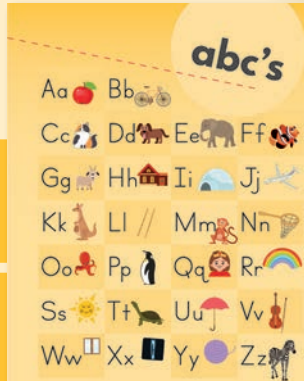 abc's
Aa Bb
Cc Dd Ee Ff
Gg Hh Ii Jj
Kk Ll Mm Nn
Oo Pp Qq Rr
Ss Tt Uu Vv
Ww Xx Yy Zz